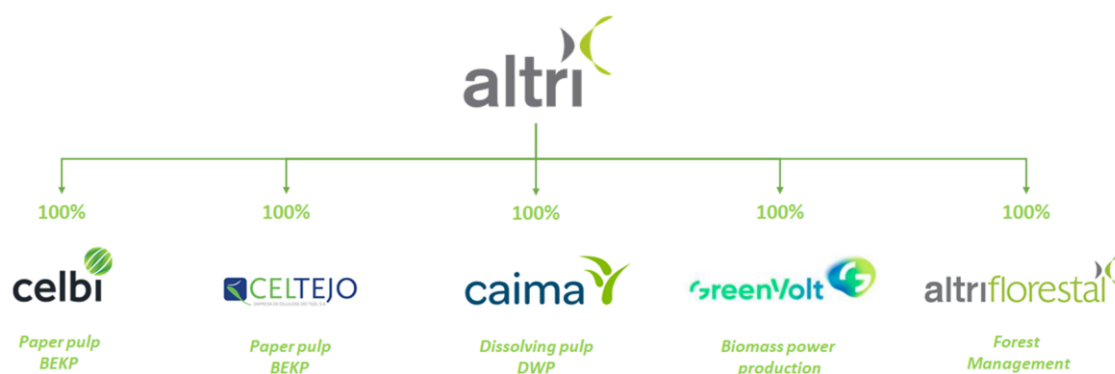 altri
100% 100% 100% 100% 100%
celbi CELTEJO caima GreenVolt altriflorestal
Paper pulp
BEKP
Paper pulp
BEKP
Dissolving pulp
DWP
Biomass power
production
Forest
Management